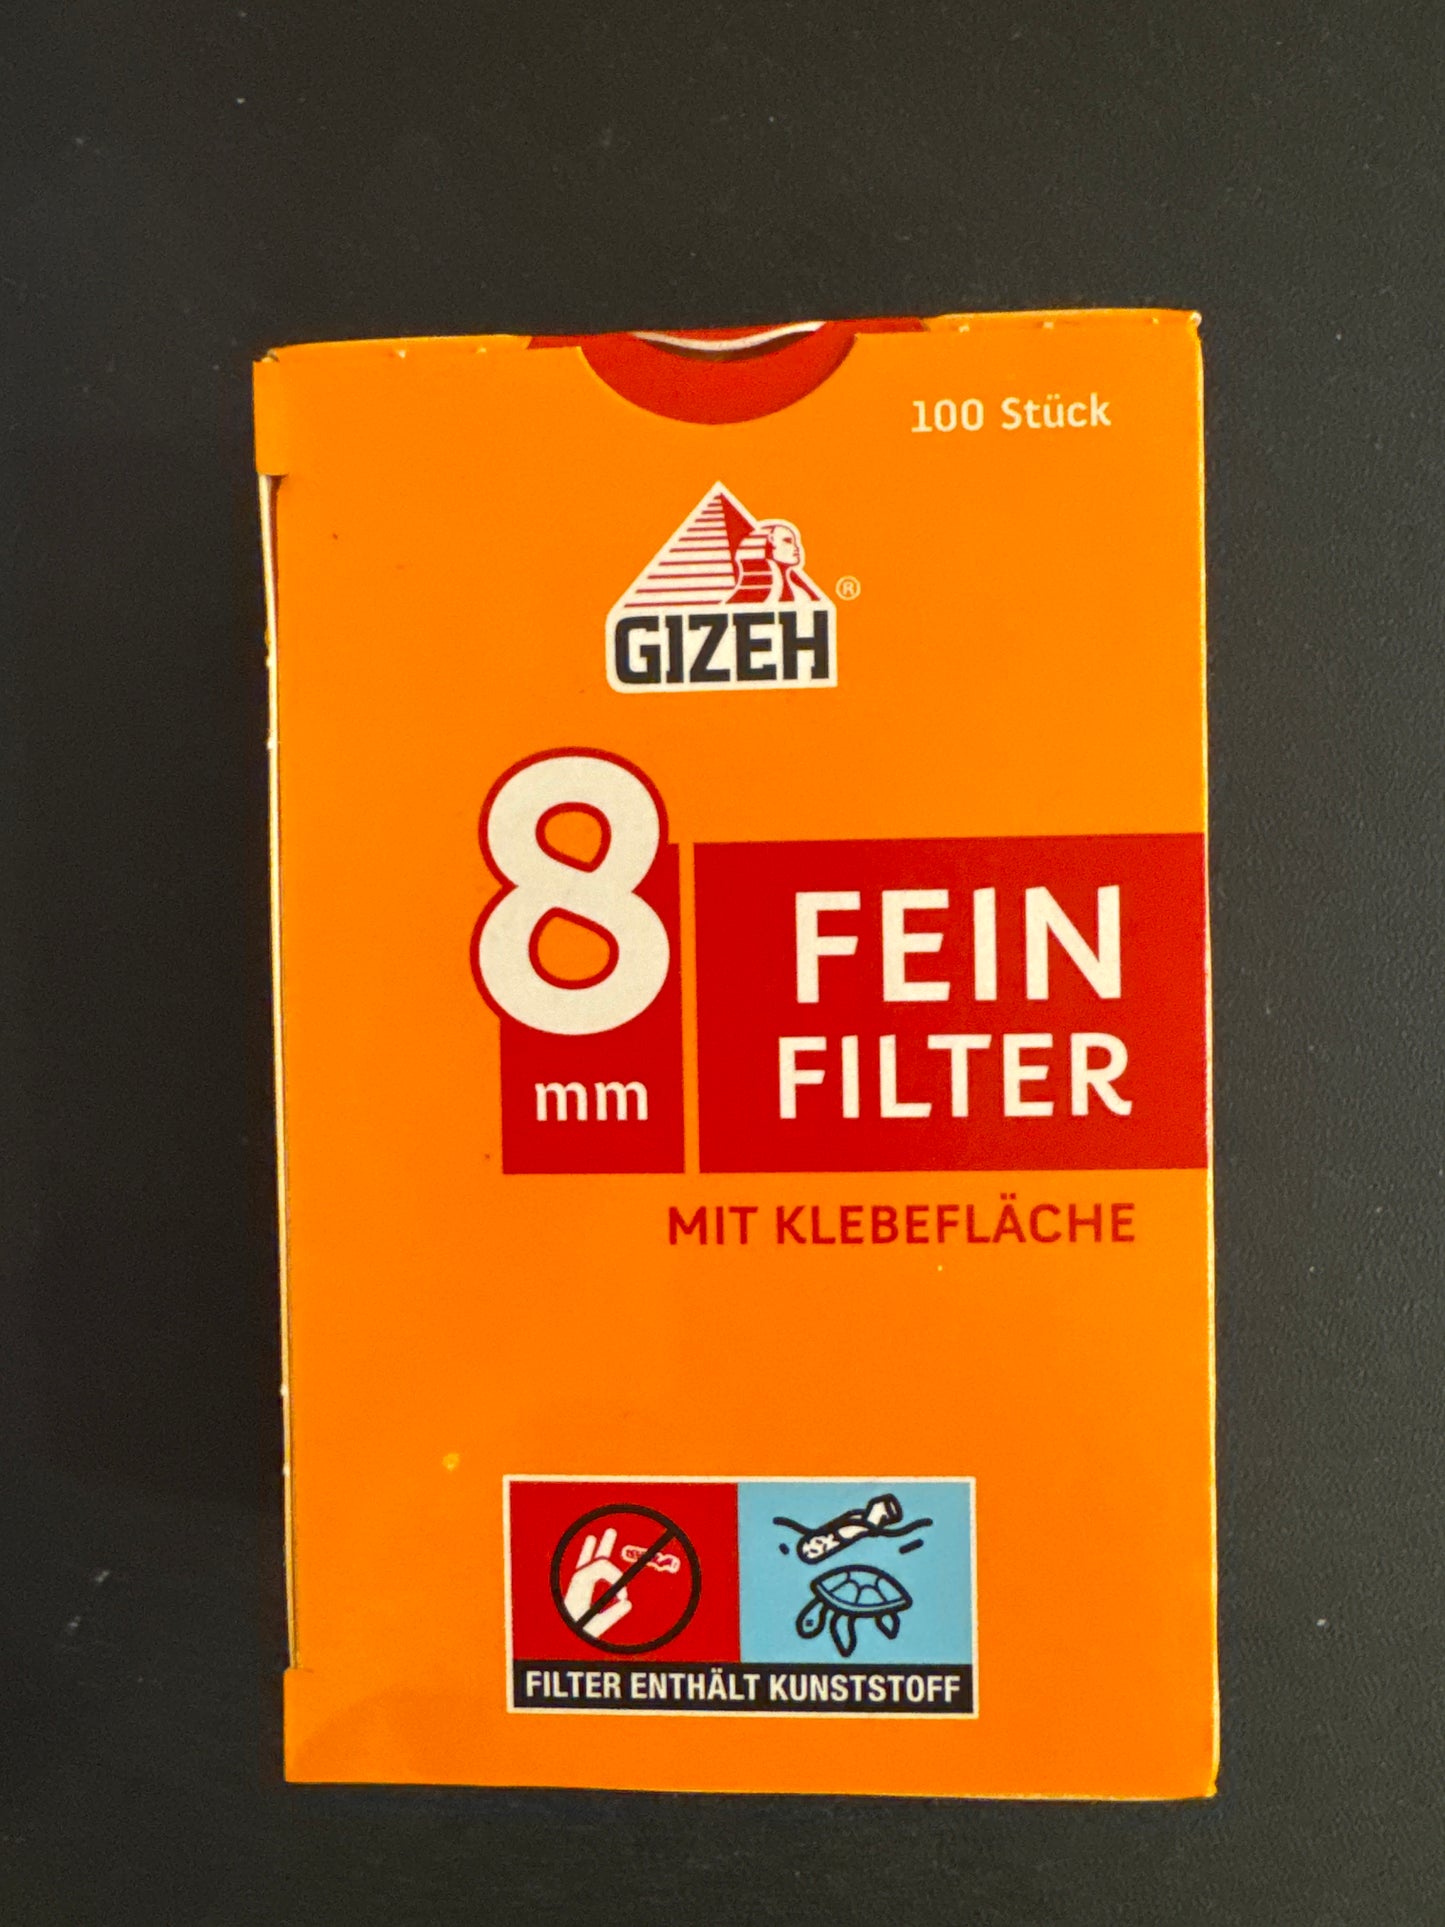 100 Stück
GIZEH®
8
mm
FEIN
FILTER
MIT KLEBEFLÄCHE
FILTER ENTHÄLT KUNSTSTOFF